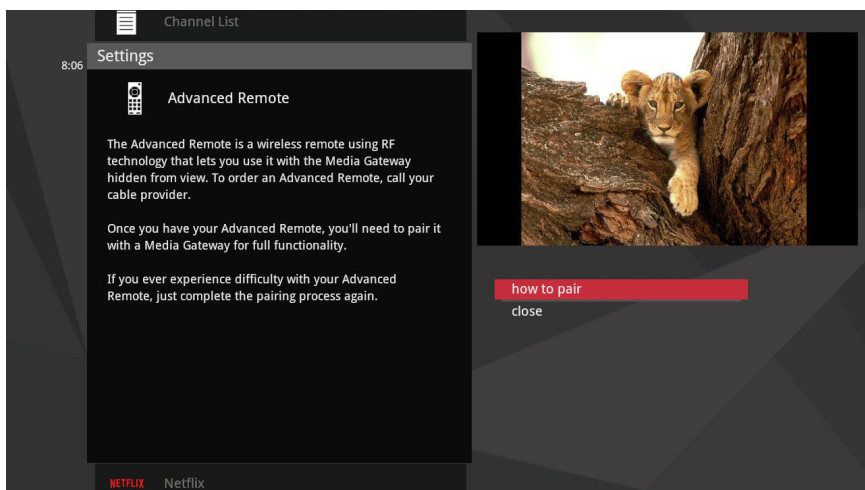 Channel List
8:06
Settings
Advanced Remote
The Advanced Remote is a wireless remote using RF
technology that lets you use it with the Media Gateway
hidden from view. To order an Advanced Remote, call your
cable provider.
Once you have your Advanced Remote, you'll need to pair it
with a Media Gateway for full functionality.
If you ever experience difficulty with your Advanced
Remote, just complete the pairing process again.
how to pair
close
NETFLIX Netflix